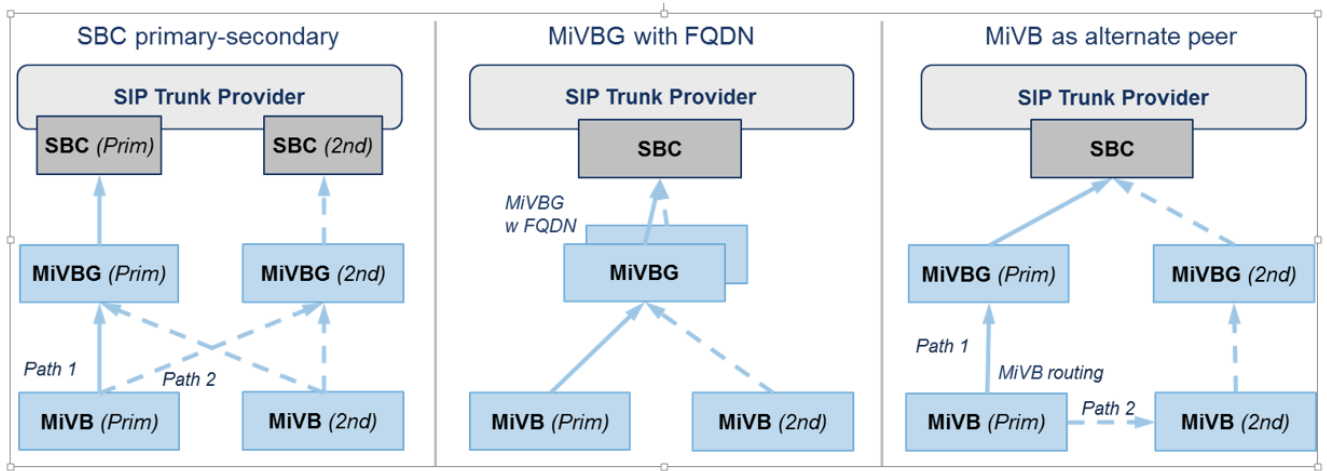 SBC primary-secondary
SIP Trunk Provider
SBC (Prim)
SBC (2nd)
MiVBG (Prim)
MiVBG (2nd)
Path 1
Path 2
MiVB (Prim)
MiVB (2nd)
MiVBG with FQDN
SIP Trunk Provider
SBC
MiVBG
w FQDN
MiVBG
MiVB (Prim)
MiVB (2nd)
MiVB as alternate peer
SIP Trunk Provider
SBC
MiVBG (Prim)
MiVBG (2nd)
Path 1
MiVB routing
Path 2
MiVB (Prim)
MiVB (2nd)